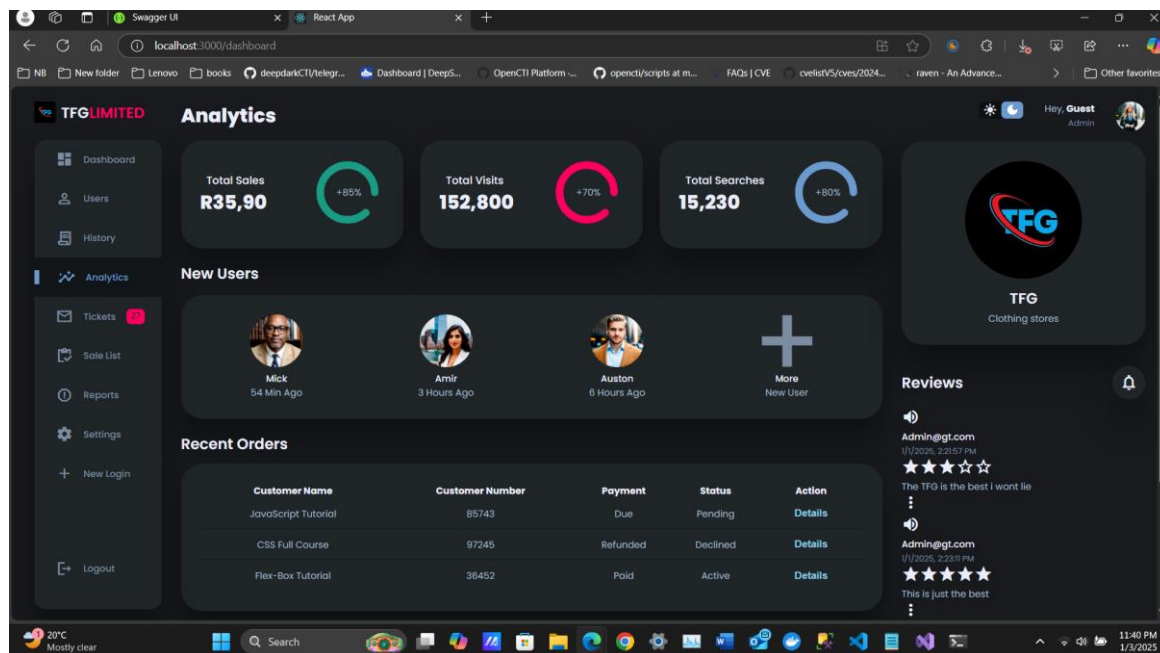 Swagger UI
React App
localhost:3000/dashboard
NB
New folder
Lenovo
books
deepdarkCTI/telegr...
Dashboard | DeepS...
OpenCTI Platform -...
opencti/scripts at m...
FAQs | CVE
cvelistV5/cves/2024...
raven - An Advance...
Other favorites
TFGLIMITED
Analytics
Hey, Guest
Admin
Dashboard
Users
History
Analytics
Tickets 27
Sale List
Reports
Settings
New Login
Logout
Total Sales
R35,90
+85%
Total Visits
152,800
+70%
Total Searches
15,230
+80%
New Users
Mick
54 Min Ago
Amir
3 Hours Ago
Auston
6 Hours Ago
More
New User
Recent Orders
Customer Name Customer Number Payment Status Action
JavaScript Tutorial 85743 Due Pending Details
CSS Full Course 97245 Refunded Declined Details
Flex-Box Tutorial 36452 Paid Active Details
TFG
TFG
Clothing stores
Reviews
Admin@gt.com
1/1/2025, 2:21:57 PM
The TFG is the best i wont lie
Admin@gt.com
1/1/2025, 2:23:11 PM
This is just the best
1
20°C
Mostly clear
Search
11:40 PM
1/3/2025